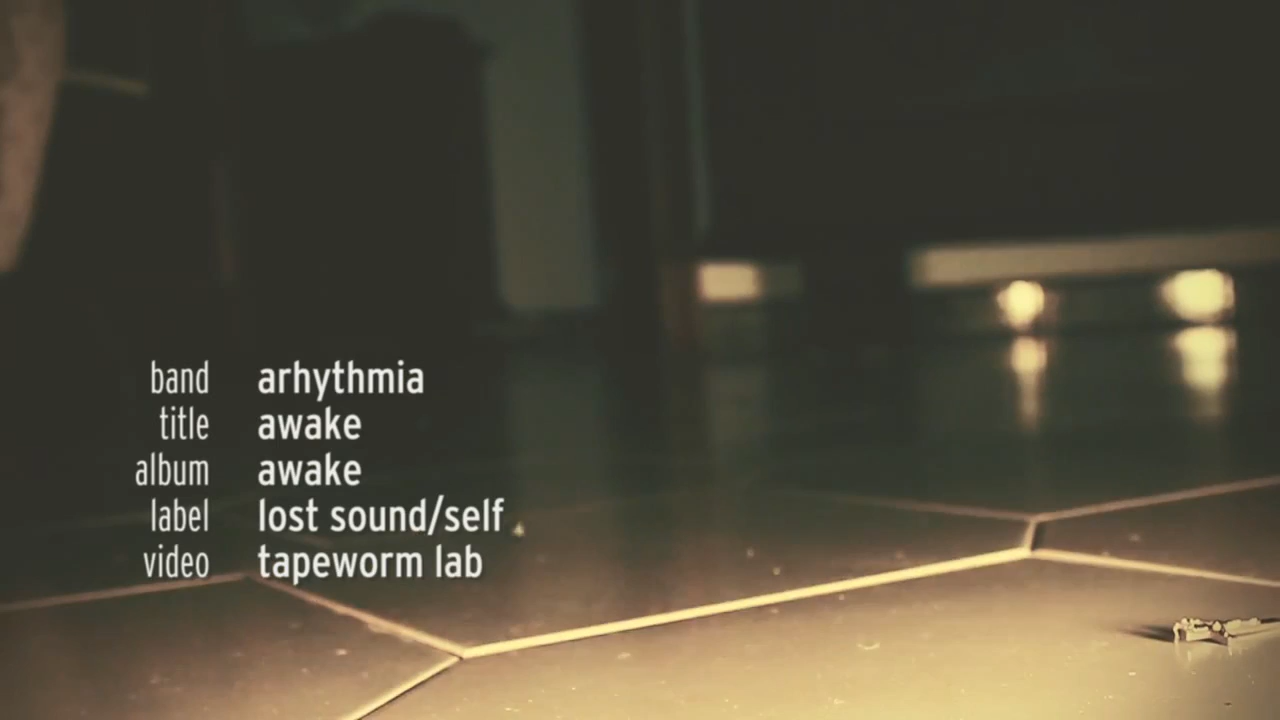 band arhythmia
title awake
album awake
label lost sound/self
video tapeworm lab